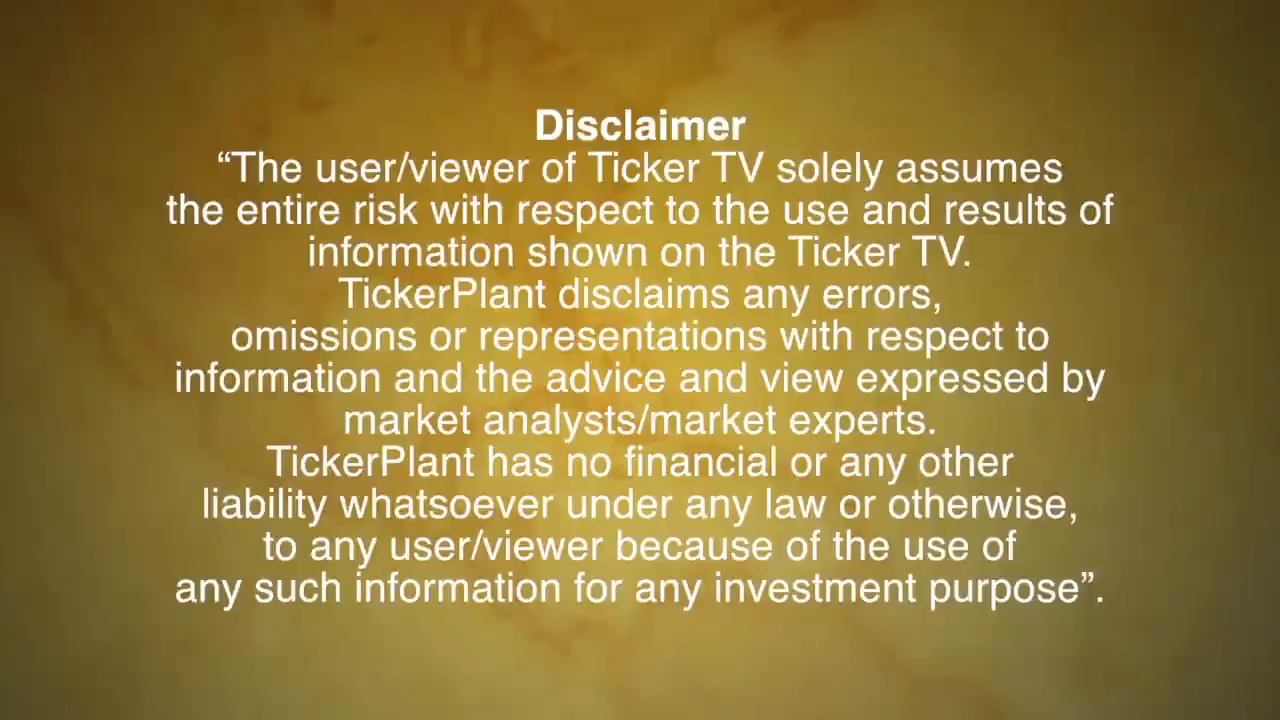 Disclaimer
“The user/viewer of Ticker TV solely assumes
the entire risk with respect to the use and results of
information shown on the Ticker TV.
TickerPlant disclaims any errors,
omissions or representations with respect to
information and the advice and view expressed by
market analysts/market experts.
TickerPlant has no financial or any other
liability whatsoever under any law or otherwise,
to any user/viewer because of the use of
any such information for any investment purpose”.